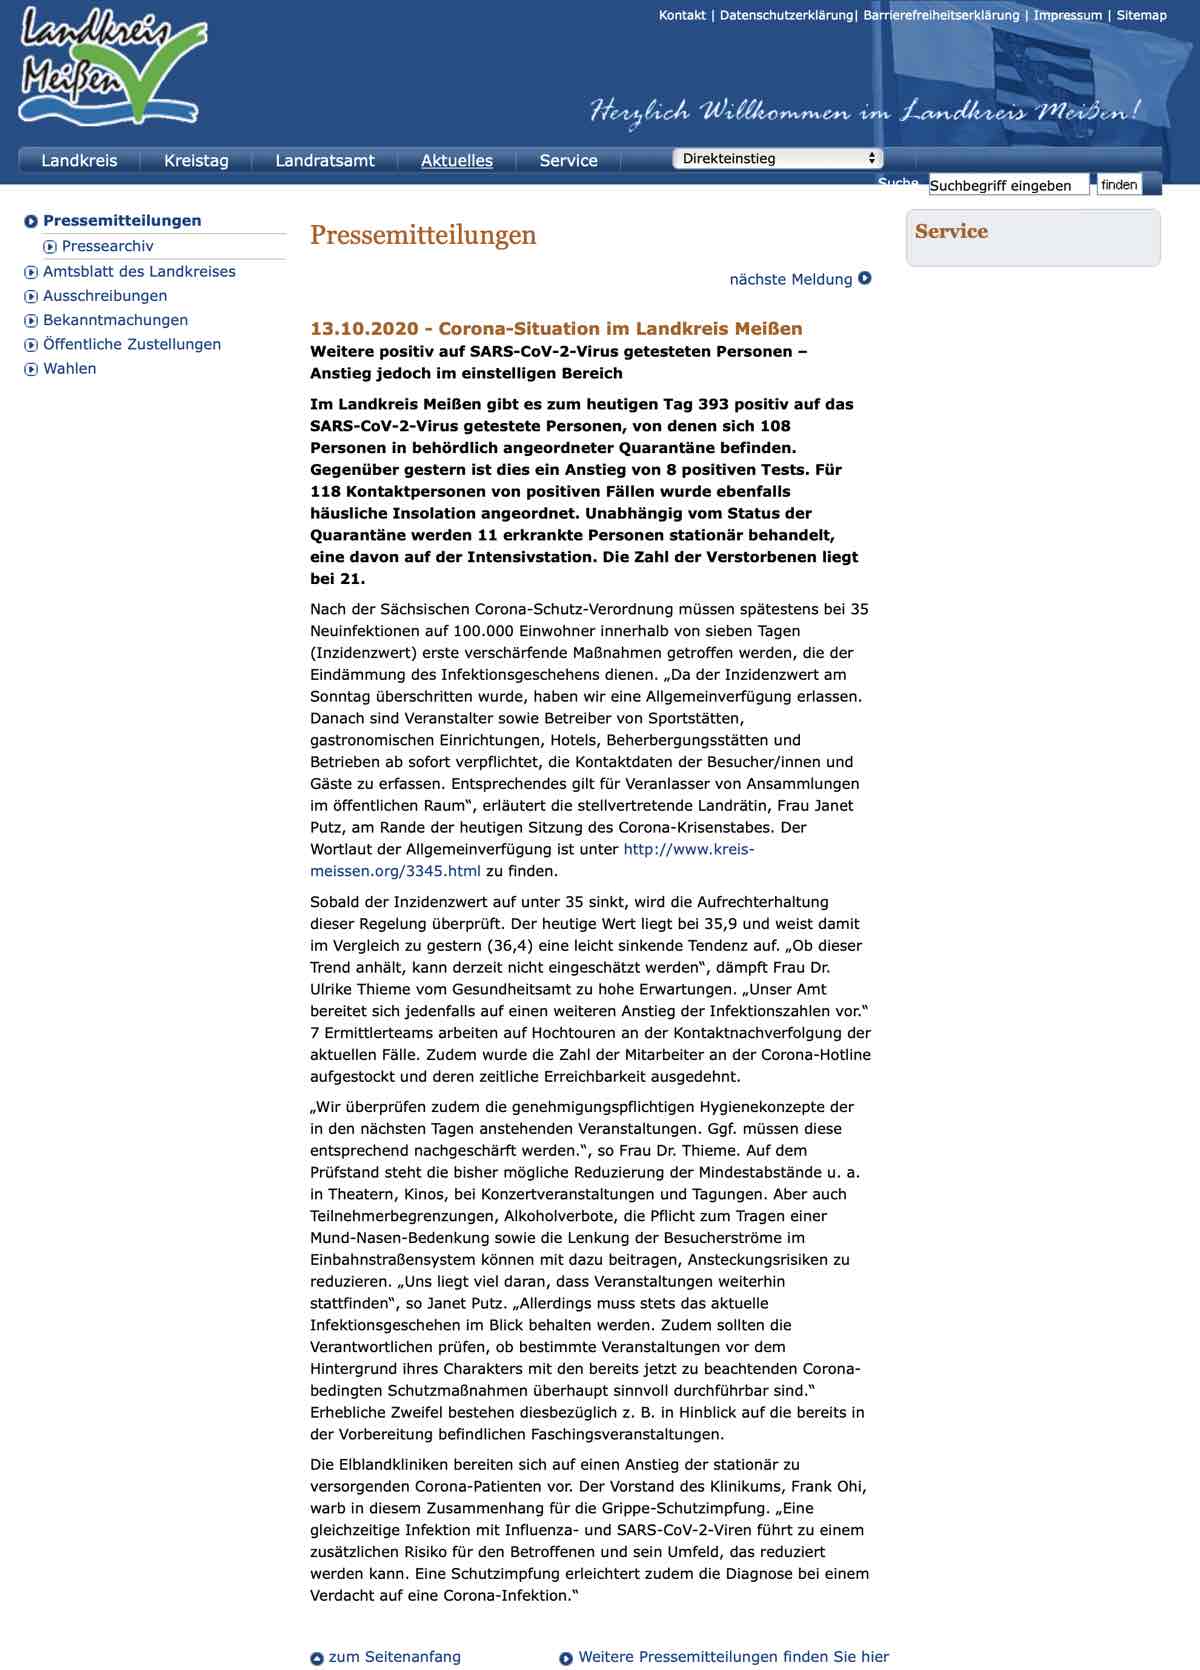 Landkreis
Meißen
Kontakt | Datenschutzerklärung| Barrierefreiheitserklärung | Impressum | Sitemap
Herzlich Willkommen im Landkreis Meißen!
Landkreis Kreistag Landratsamt Aktuelles Service Direkteinstieg
Suche Suchbegriff eingeben finden
Pressemitteilungen
Pressearchiv
Amtsblatt des Landkreises
Ausschreibungen
Bekanntmachungen
Öffentliche Zustellungen
Wahlen
Pressemitteilungen
nächste Meldung
13.10.2020 - Corona-Situation im Landkreis Meißen
Weitere positiv auf SARS-CoV-2-Virus getesteten Personen –
Anstieg jedoch im einstelligen Bereich
Im Landkreis Meißen gibt es zum heutigen Tag 393 positiv auf das
SARS-CoV-2-Virus getestete Personen, von denen sich 108
Personen in behördlich angeordneter Quarantäne befinden.
Gegenüber gestern ist dies ein Anstieg von 8 positiven Tests. Für
118 Kontaktpersonen von positiven Fällen wurde ebenfalls
häusliche Insolation angeordnet. Unabhängig vom Status der
Quarantäne werden 11 erkrankte Personen stationär behandelt,
eine davon auf der Intensivstation. Die Zahl der Verstorbenen liegt
bei 21.
Nach der Sächsischen Corona-Schutz-Verordnung müssen spätestens bei 35
Neuinfektionen auf 100.000 Einwohner innerhalb von sieben Tagen
(Inzidenzwert) erste verschärfende Maßnahmen getroffen werden, die der
Eindämmung des Infektionsgeschehens dienen. „Da der Inzidenzwert am
Sonntag überschritten wurde, haben wir eine Allgemeinverfügung erlassen.
Danach sind Veranstalter sowie Betreiber von Sportstätten,
gastronomischen Einrichtungen, Hotels, Beherbergungsstätten und
Betrieben ab sofort verpflichtet, die Kontaktdaten der Besucher/innen und
Gäste zu erfassen. Entsprechendes gilt für Veranlasser von Ansammlungen
im öffentlichen Raum“, erläutert die stellvertretende Landrätin, Frau Janet
Putz, am Rande der heutigen Sitzung des Corona-Krisenstabes. Der
Wortlaut der Allgemeinverfügung ist unter http://www.kreis-
meissen.org/3345.html zu finden.
Sobald der Inzidenzwert auf unter 35 sinkt, wird die Aufrechterhaltung
dieser Regelung überprüft. Der heutige Wert liegt bei 35,9 und weist damit
im Vergleich zu gestern (36,4) eine leicht sinkende Tendenz auf. „Ob dieser
Trend anhält, kann derzeit nicht eingeschätzt werden“, dämpft Frau Dr.
Ulrike Thieme vom Gesundheitsamt zu hohe Erwartungen. „Unser Amt
bereitet sich jedenfalls auf einen weiteren Anstieg der Infektionszahlen vor.“
7 Ermittlerteams arbeiten auf Hochtouren an der Kontaktnachverfolgung der
aktuellen Fälle. Zudem wurde die Zahl der Mitarbeiter an der Corona-Hotline
aufgestockt und deren zeitliche Erreichbarkeit ausgedehnt.
„Wir überprüfen zudem die genehmigungspflichtigen Hygienekonzepte der
in den nächsten Tagen anstehenden Veranstaltungen. Ggf. müssen diese
entsprechend nachgeschärft werden.“, so Frau Dr. Thieme. Auf dem
Prüfstand steht die bisher mögliche Reduzierung der Mindestabstände u. a.
in Theatern, Kinos, bei Konzertveranstaltungen und Tagungen. Aber auch
Teilnehmerbegrenzungen, Alkoholverbote, die Pflicht zum Tragen einer
Mund-Nasen-Bedenkung sowie die Lenkung der Besucherströme im
Einbahnstraßensystem können mit dazu beitragen, Ansteckungsrisiken zu
reduzieren. „Uns liegt viel daran, dass Veranstaltungen weiterhin
stattfinden“, so Janet Putz. „Allerdings muss stets das aktuelle
Infektionsgeschehen im Blick behalten werden. Zudem sollten die
Verantwortlichen prüfen, ob bestimmte Veranstaltungen vor dem
Hintergrund ihres Charakters mit den bereits jetzt zu beachtenden Corona-
bedingten Schutzmaßnahmen überhaupt sinnvoll durchführbar sind.“
Erhebliche Zweifel bestehen diesbezüglich z. B. in Hinblick auf die bereits in
der Vorbereitung befindlichen Faschingsveranstaltungen.
Die Elblandkliniken bereiten sich auf einen Anstieg der stationär zu
versorgenden Corona-Patienten vor. Der Vorstand des Klinikums, Frank Ohi,
warb in diesem Zusammenhang für die Grippe-Schutzimpfung. „Eine
gleichzeitige Infektion mit Influenza- und SARS-CoV-2-Viren führt zu einem
zusätzlichen Risiko für den Betroffenen und sein Umfeld, das reduziert
werden kann. Eine Schutzimpfung erleichtert zudem die Diagnose bei einem
Verdacht auf eine Corona-Infektion.“
zum Seitenanfang Weitere Pressemitteilungen finden Sie hier
Service